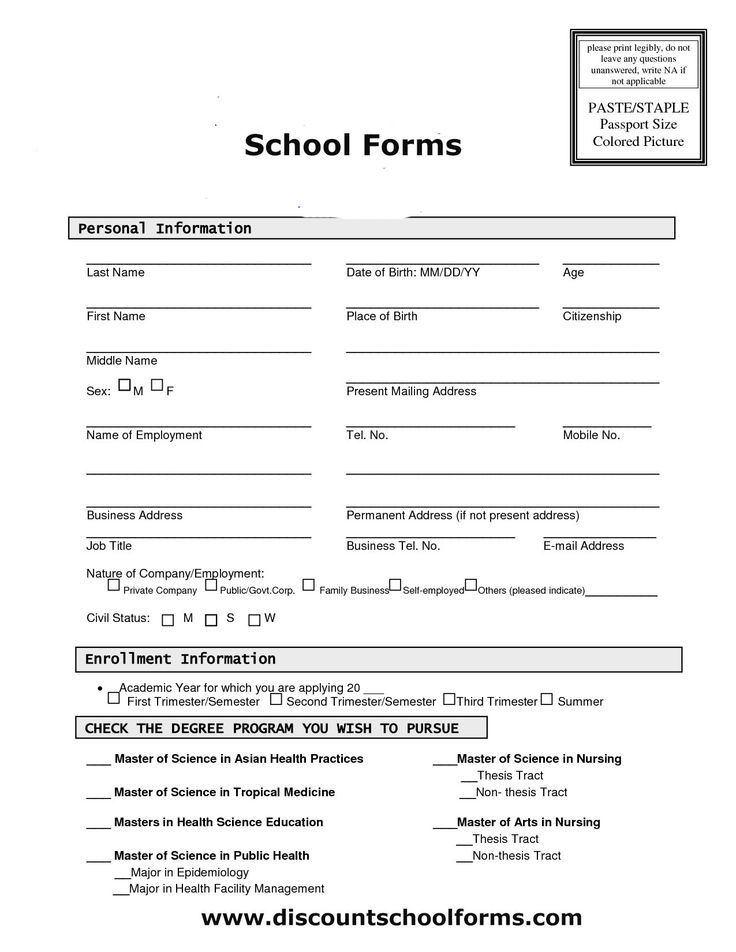 please print legibly, do not
leave any questions
unanswered, write NA if
not applicable
PASTE/STAPLE
Passport Size
Colored Picture
School Forms
Personal Information
Last Name Date of Birth: MM/DD/YY Age
First Name Place of Birth Citizenship
Middle Name
Sex: M F Present Mailing Address
Name of Employment Tel. No. Mobile No.
Business Address Permanent Address (if not present address)
Job Title Business Tel. No. E-mail Address
Nature of Company/Employment:
Private Company Public/Govt.Corp. Family Business Self-employed Others (pleased indicate)__________
Civil Status: M S W
Enrollment Information
• Academic Year for which you are applying 20 ___
First Trimester/Semester Second Trimester/Semester Third Trimester Summer
CHECK THE DEGREE PROGRAM YOU WISH TO PURSUE
____ Master of Science in Asian Health Practices ____Master of Science in Nursing
__Thesis Tract
____ Master of Science in Tropical Medicine __Non- thesis Tract
____ Masters in Health Science Education ____Master of Arts in Nursing
__Thesis Tract
____ Master of Science in Public Health __Non-thesis Tract
__Major in Epidemiology
__Major in Health Facility Management
www.discountschoolforms.com